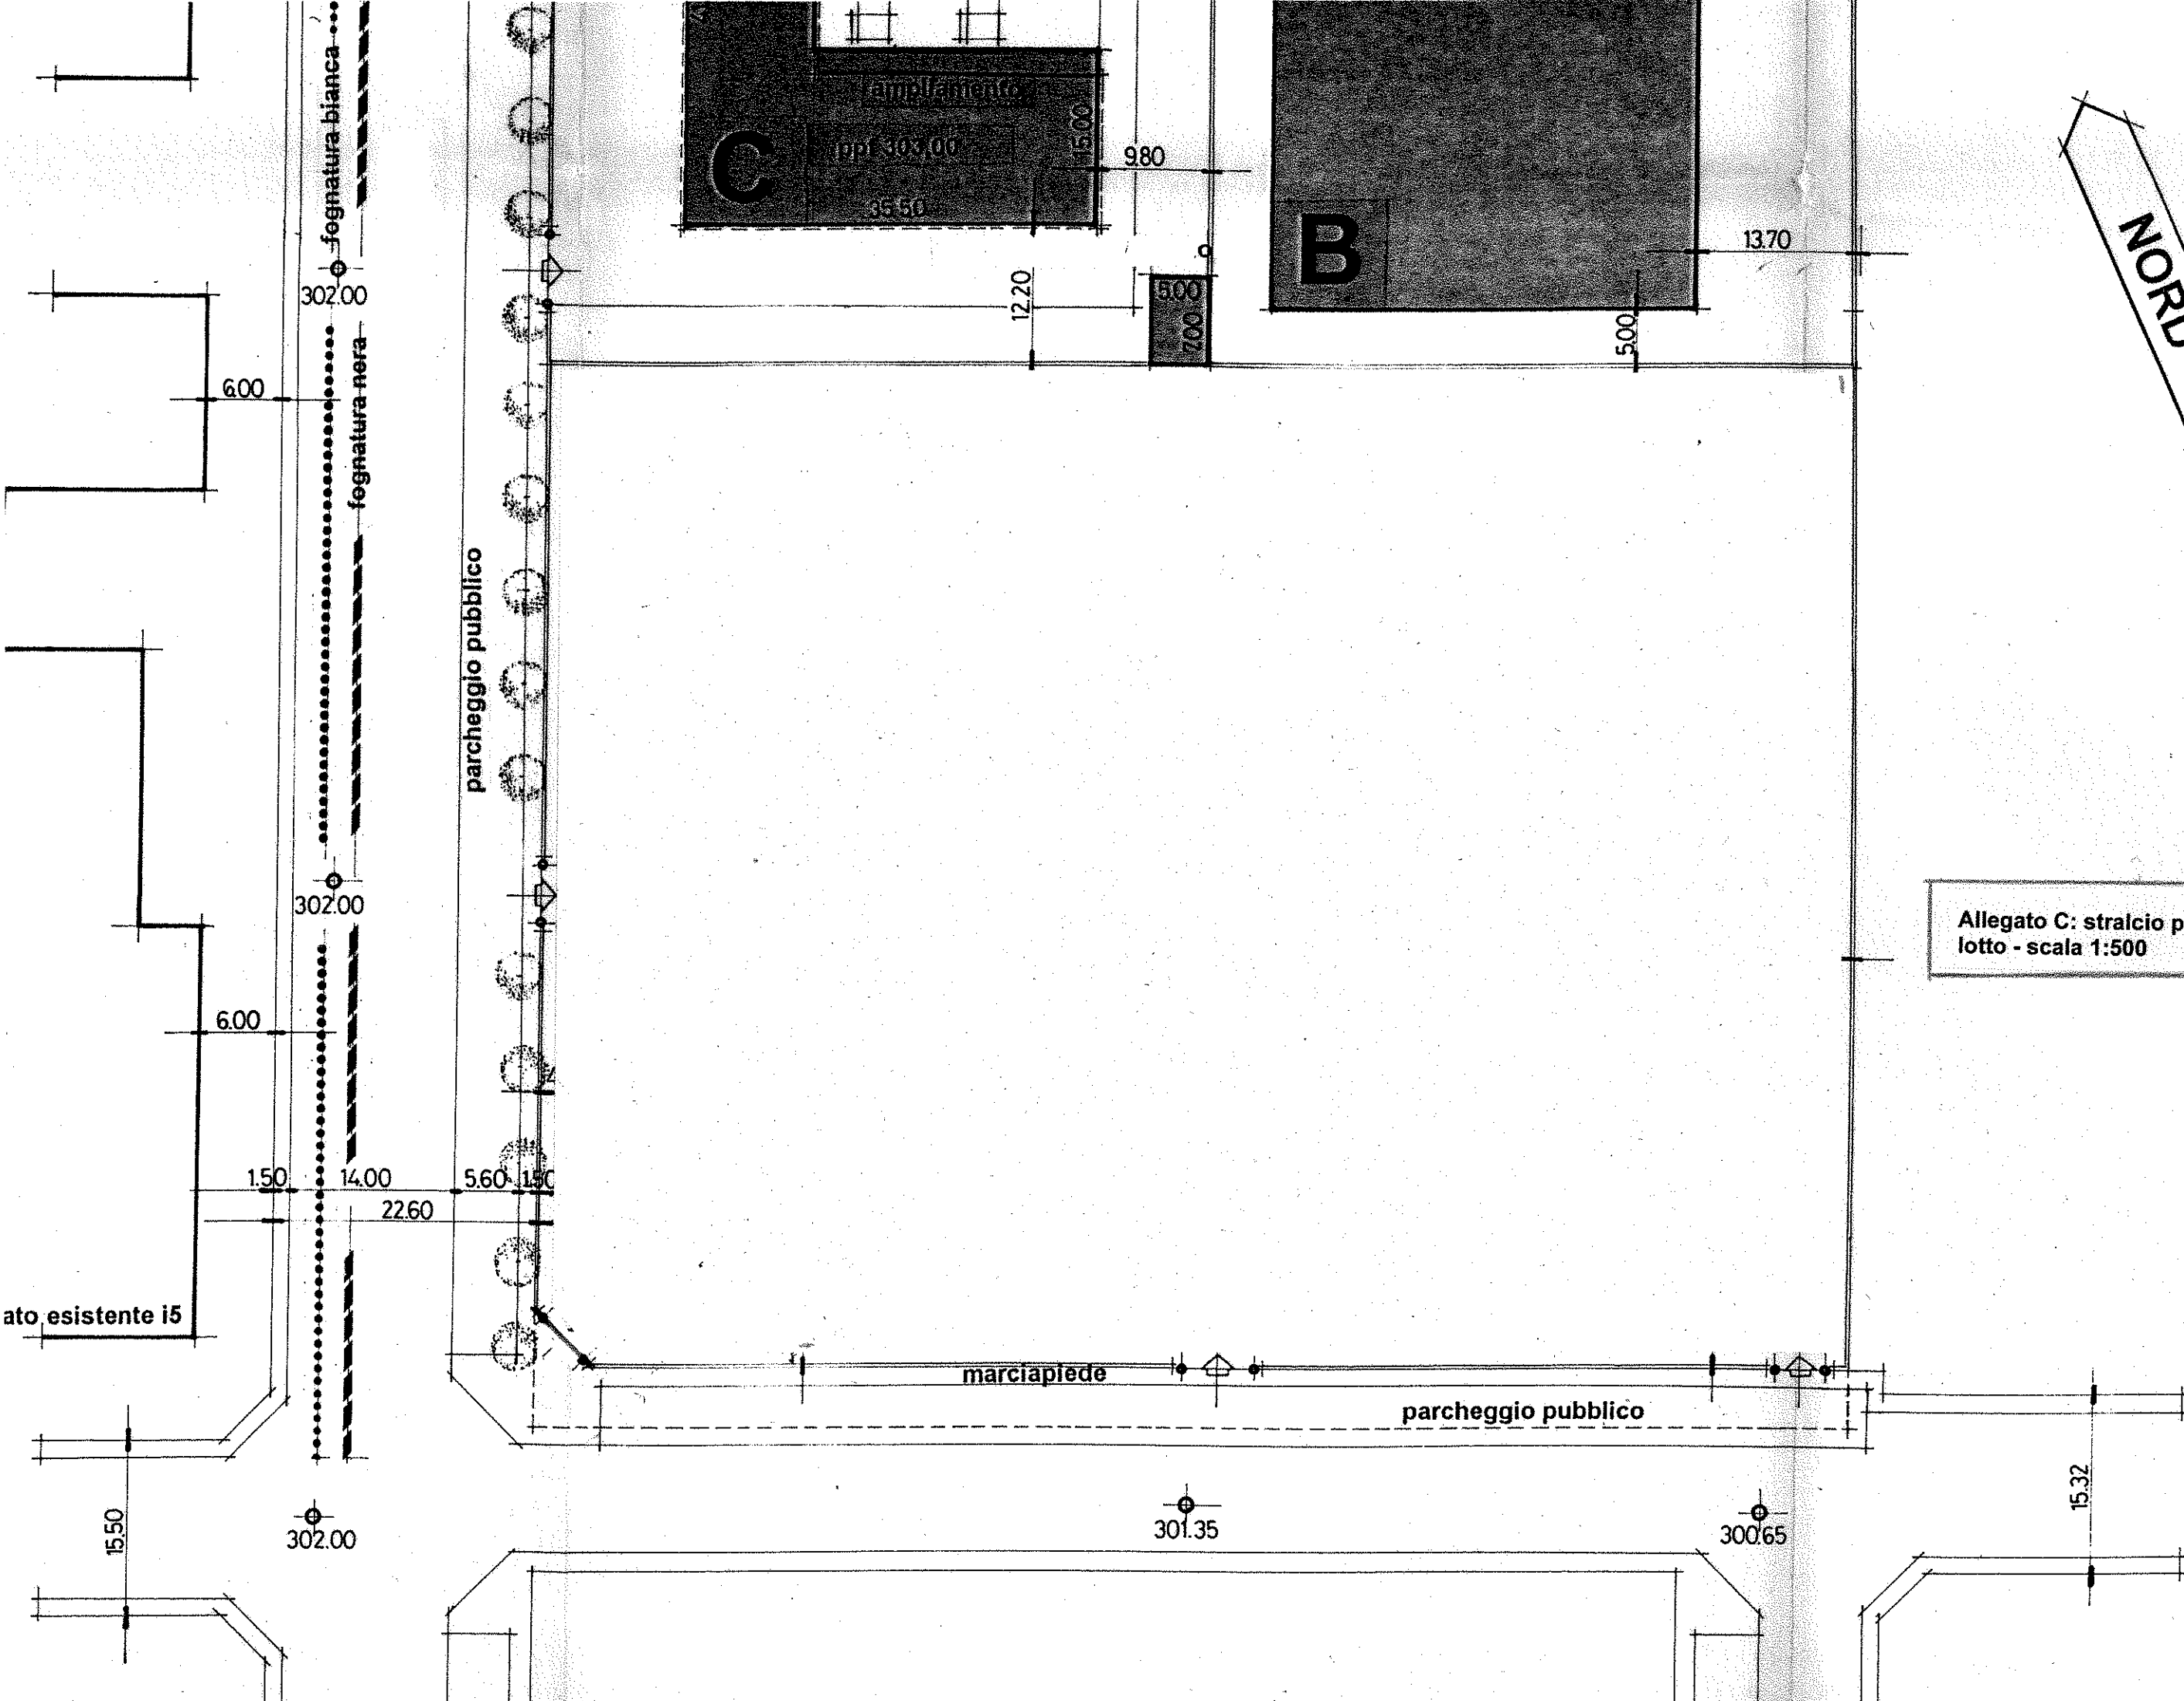 fognatura bianca
ampliamento
C
ppf 303,00
15.00
35.50
9.80
B
13.70
NORD
302.00
5.00
7.00
12.20
5.00
fognatura nera
6.00
parcheggio pubblico
302.00
Allegato C: stralcio p
lotto - scala 1:500
6.00
1.50
14.00
5.60
1.50
22.60
ato esistente i5
marciapiede
parcheggio pubblico
15.50
302.00
301.35
300.65
15.32